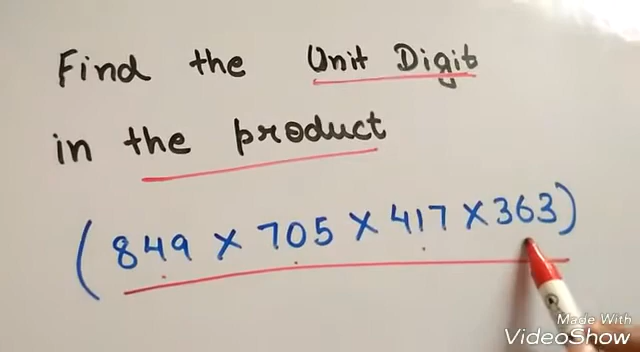 Find the Unit Digit
in the product
(849 × 705 × 417 × 363)
Made With
VideoShow